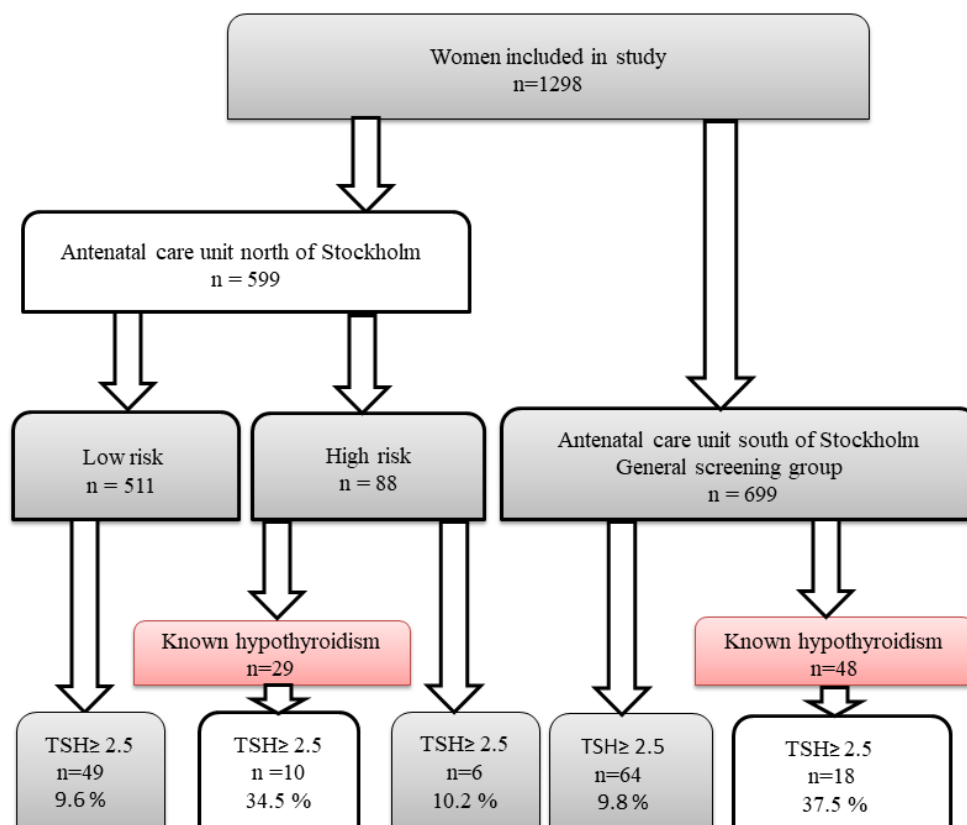 Women included in study
n=1298
Antenatal care unit north of Stockholm
n = 599
Low risk
n = 511
High risk
n = 88
Antenatal care unit south of Stockholm
General screening group
n = 699
Known hypothyroidism
n=29
Known hypothyroidism
n=48
TSH≥ 2.5
n=49
9.6 %
TSH≥ 2.5
n =10
34.5 %
TSH≥ 2.5
n=6
10.2 %
TSH≥ 2.5
n=64
9.8 %
TSH≥ 2.5
n=18
37.5 %